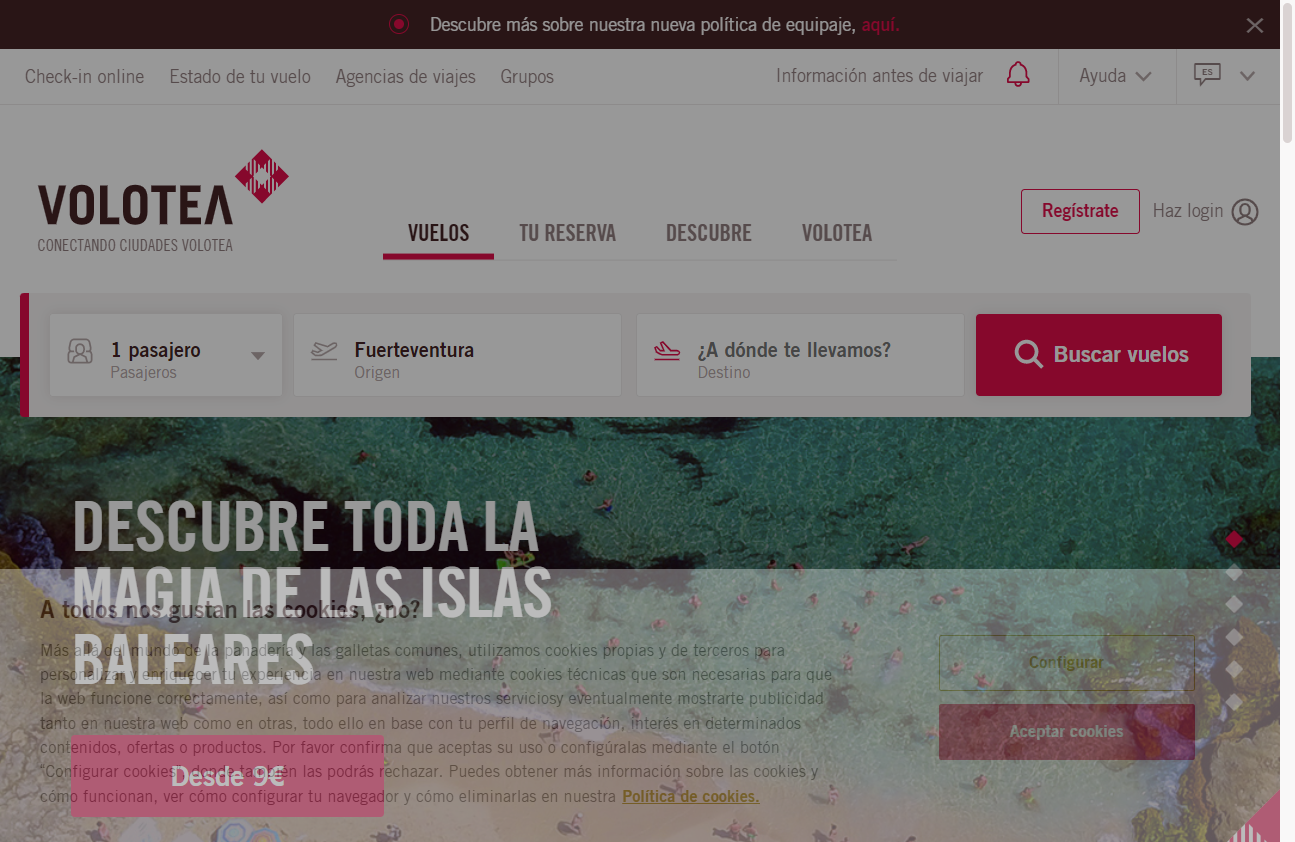 Descubre más sobre nuestra nueva política de equipaje, aquí.
Check-in online Estado de tu vuelo Agencias de viajes Grupos Información antes de viajar Ayuda ES
VOLOTEA
CONECTANDO CIUDADES VOLOTEA
VUELOS TU RESERVA DESCUBRE VOLOTEA
Regístrate Haz login
1 pasajero
Pasajeros
Fuerteventura
Origen
¿A dónde te llevamos?
Destino
Buscar vuelos
DESCUBRE TODA LA
MAGIA DE LAS ISLAS
BALEARES
Desde 9€
A todos nos gustan las cookies, ¿no?
Más allá del mundo de la panadería y las galletas comunes, utilizamos cookies propias y de terceros para
personalizar y enriquecer tu experiencia en nuestra web mediante cookies técnicas que son necesarias para que
la web funcione correctamente, así como para analizar nuestros serviciosy eventualmente mostrarte publicidad
tanto en nuestra web como en otras, todo ello en base con tu perfil de navegación, interés en determinados
contenidos, ofertas o productos. Por favor confirma que aceptas su uso o configúralas mediante el botón
"Configurar cookies", donde también las podrás rechazar. Puedes obtener más información sobre las cookies y
cómo funcionan, ver cómo configurar tu navegador y cómo eliminarlas en nuestra Política de cookies.
Configurar
Aceptar cookies